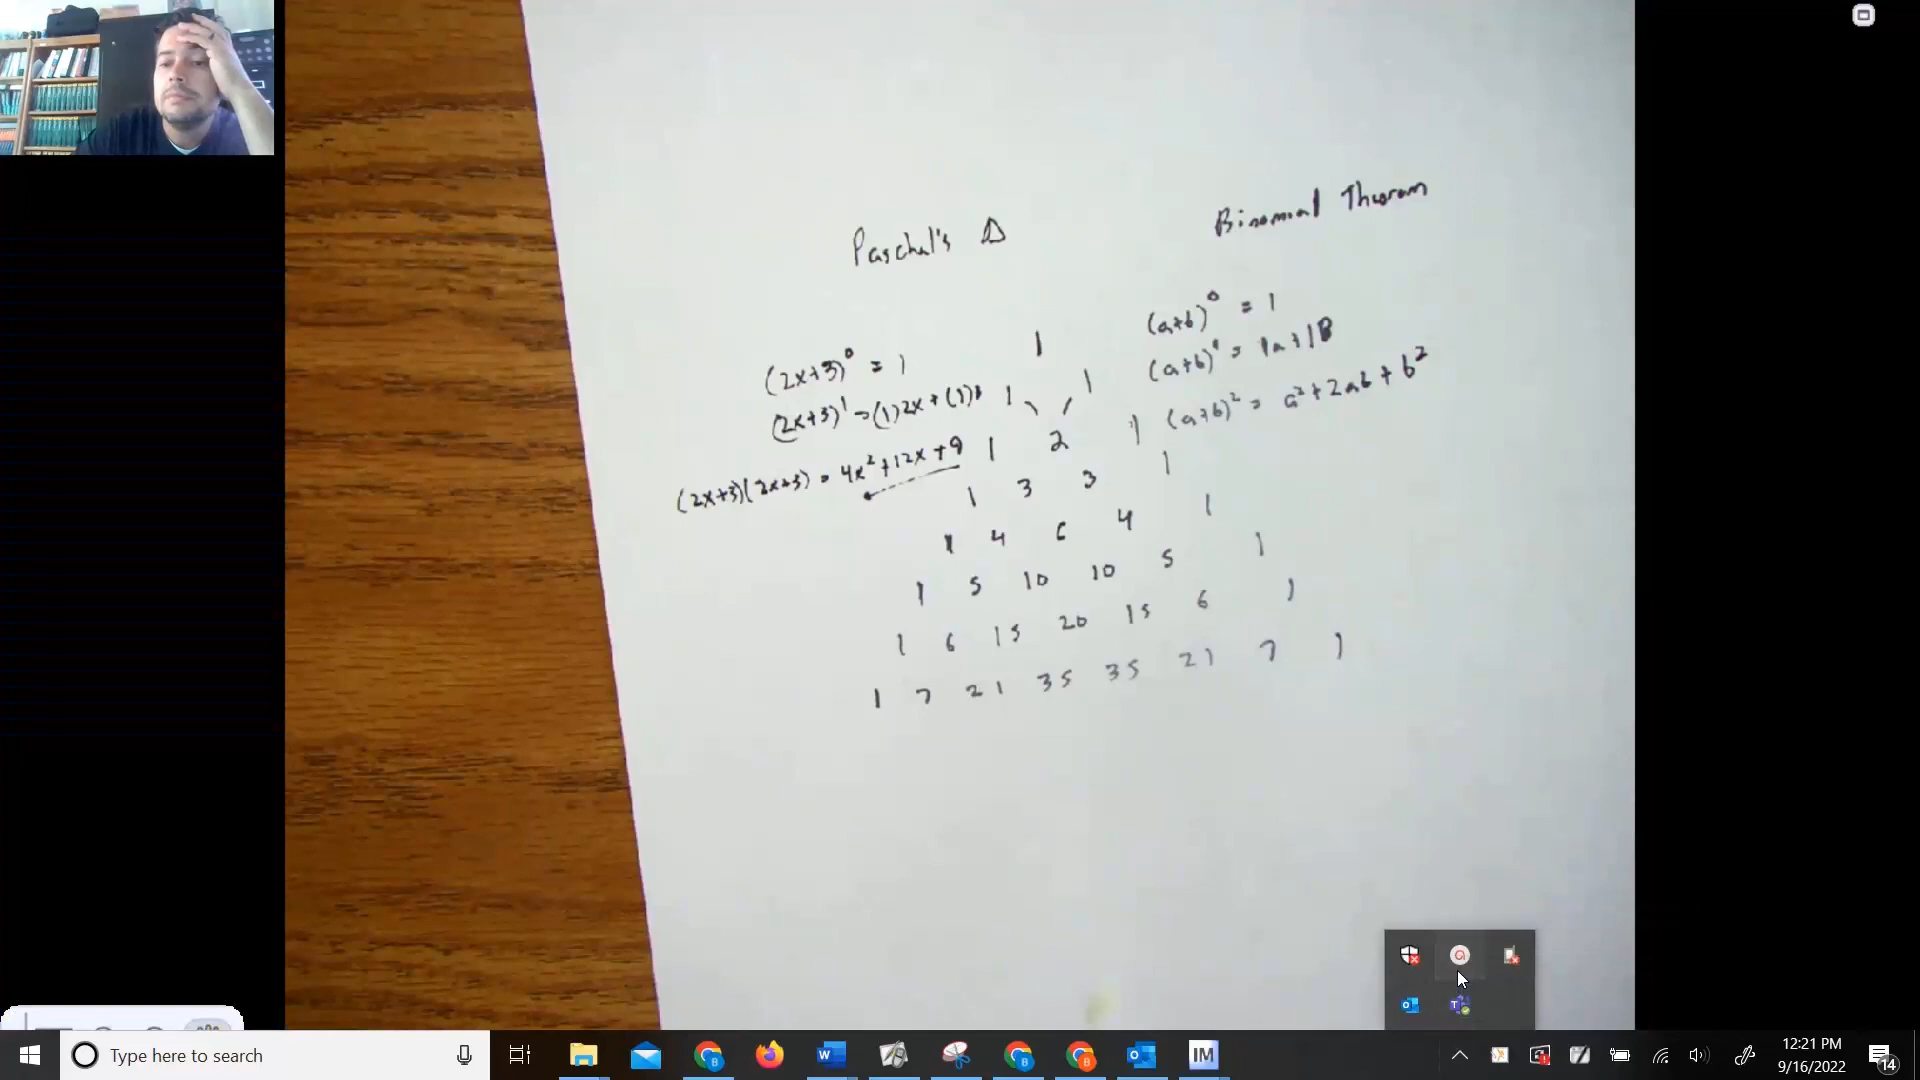 Paschal's Δ
Binomial Theorem
(2x+3)⁰ = 1
1
(a+b)⁰ = 1
(2x+3)¹ = (1)2x + (1)3
1 1
(a+b)¹ = 1a + 1B
(2x+3)(2x+3) = 4x² + 12x + 9
1 2 1
(a+b)² = a² + 2ab + b²
1 3 3 1
1 4 6 4 1
1 5 10 10 5 1
1 6 15 20 15 6 1
1 7 21 35 35 21 7 1
Type here to search
12:21 PM
9/16/2022
14
IM